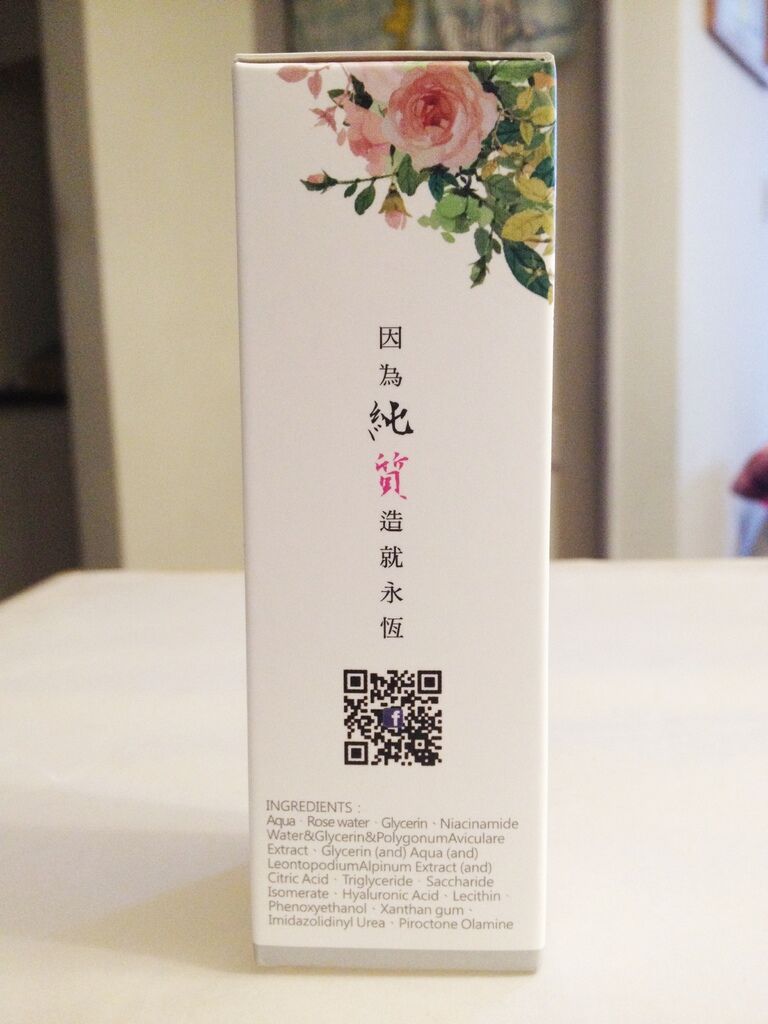 因為純質造就永恆
f
INGREDIENTS :
Aqua、Rose water、Glycerin、Niacinamide
Water&Glycerin&PolygonumAviculare
Extract、Glycerin (and) Aqua (and)
LeontopodiumAlpinum Extract (and)
Citric Acid、Triglyceride、Saccharide
Isomerate、Hyaluronic Acid、Lecithin、
Phenoxyethanol、Xanthan gum、
Imidazolidinyl Urea、Piroctone Olamine